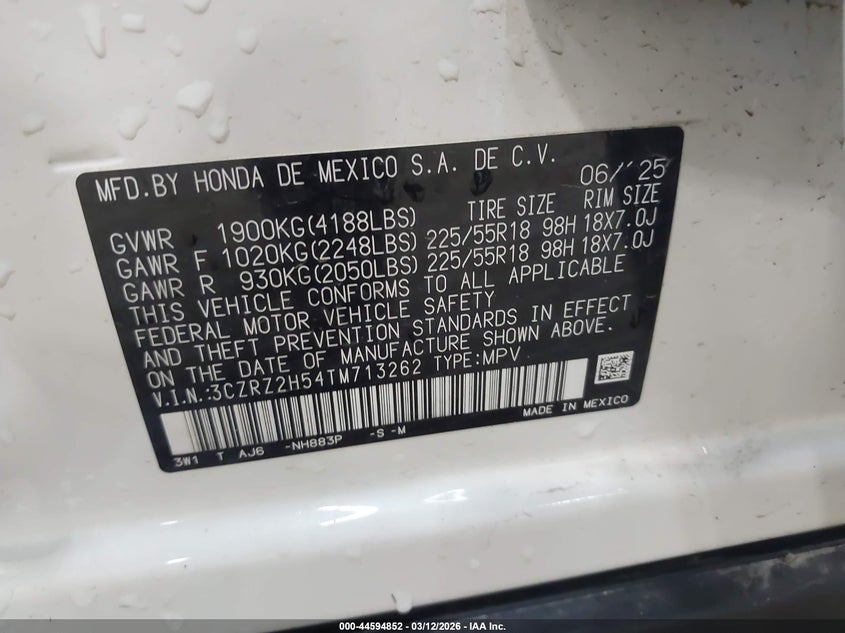 MFD.BY HONDA DE MEXICO S.A. DE C.V. 06/'25
TIRE SIZE RIM SIZE
GVWR 1900KG(4188LBS)
GAWR F 1020KG(2248LBS) 225/55R18 98H 18X7.0J
GAWR R 930KG(2050LBS) 225/55R18 98H 18X7.0J
THIS VEHICLE CONFORMS TO ALL APPLICABLE
FEDERAL MOTOR VEHICLE SAFETY
AND THEFT PREVENTION STANDARDS IN EFFECT
ON THE DATE OF MANUFACTURE SHOWN ABOVE.
V.I.N.:3CZRZ2H54TM713262 TYPE:MPV
MADE IN MEXICO
3W1 T AJ6 -NH883P -S -M
000-44594852 - 03/12/2026 - IAA Inc.